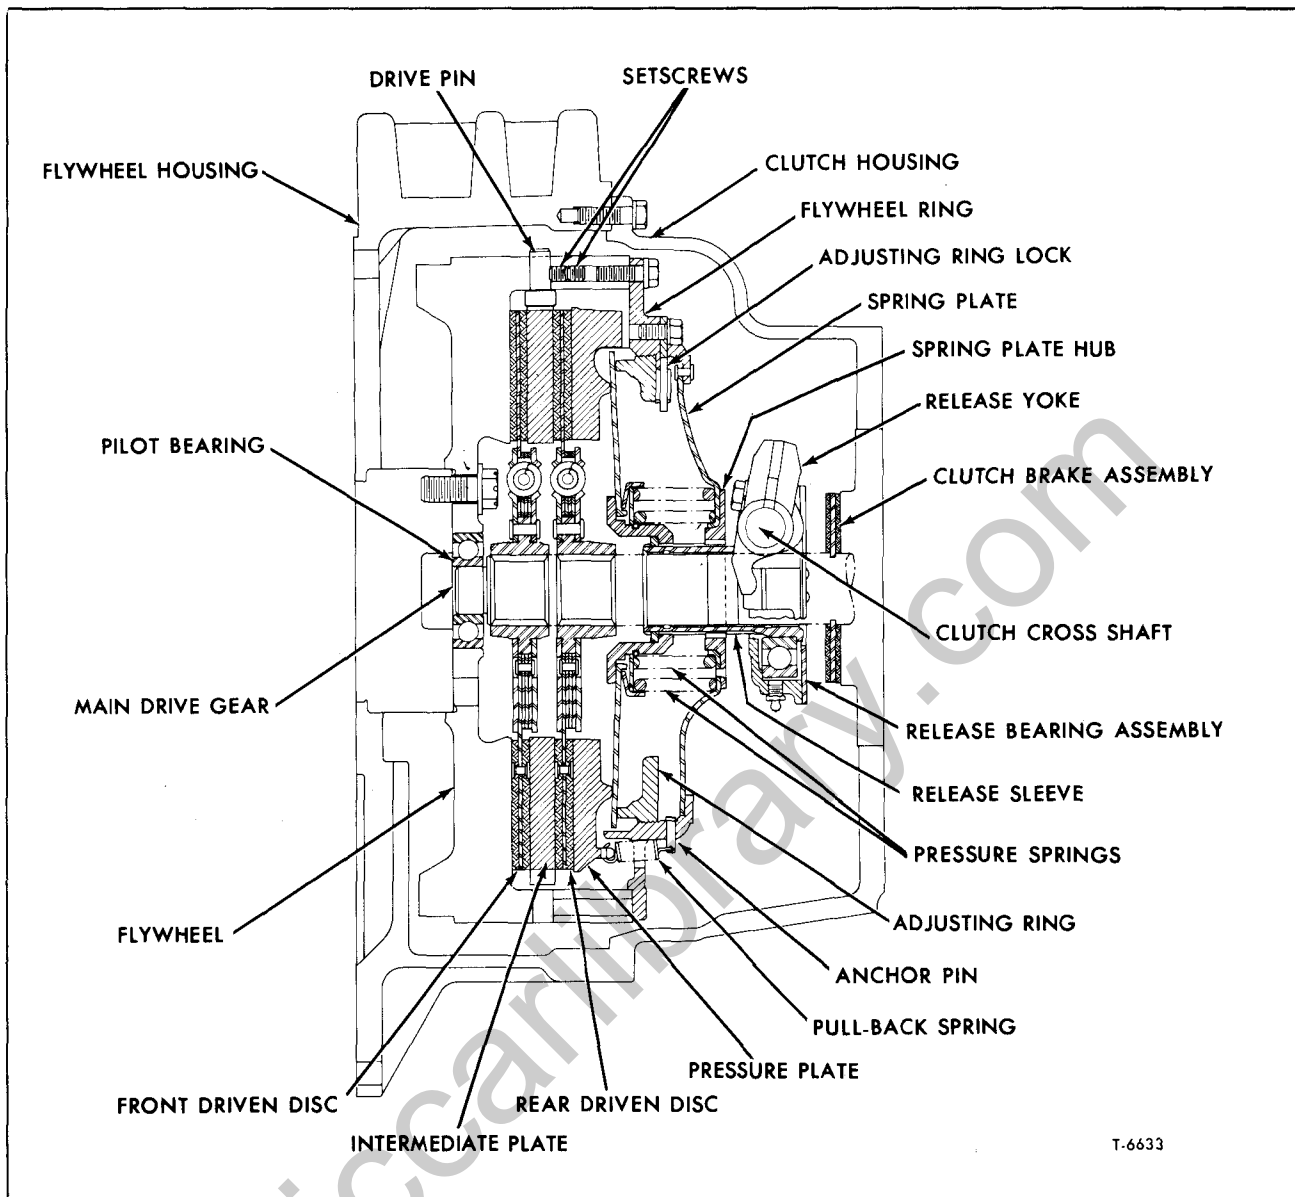 DRIVE PIN
SETSCREWS
FLYWHEEL HOUSING
CLUTCH HOUSING
FLYWHEEL RING
ADJUSTING RING LOCK
SPRING PLATE
SPRING PLATE HUB
RELEASE YOKE
PILOT BEARING
CLUTCH BRAKE ASSEMBLY
CLUTCH CROSS SHAFT
MAIN DRIVE GEAR
RELEASE BEARING ASSEMBLY
RELEASE SLEEVE
PRESSURE SPRINGS
FLYWHEEL
ADJUSTING RING
ANCHOR PIN
PULL-BACK SPRING
PRESSURE PLATE
FRONT DRIVEN DISC
REAR DRIVEN DISC
INTERMEDIATE PLATE
T-6633
iccarlibrary.com